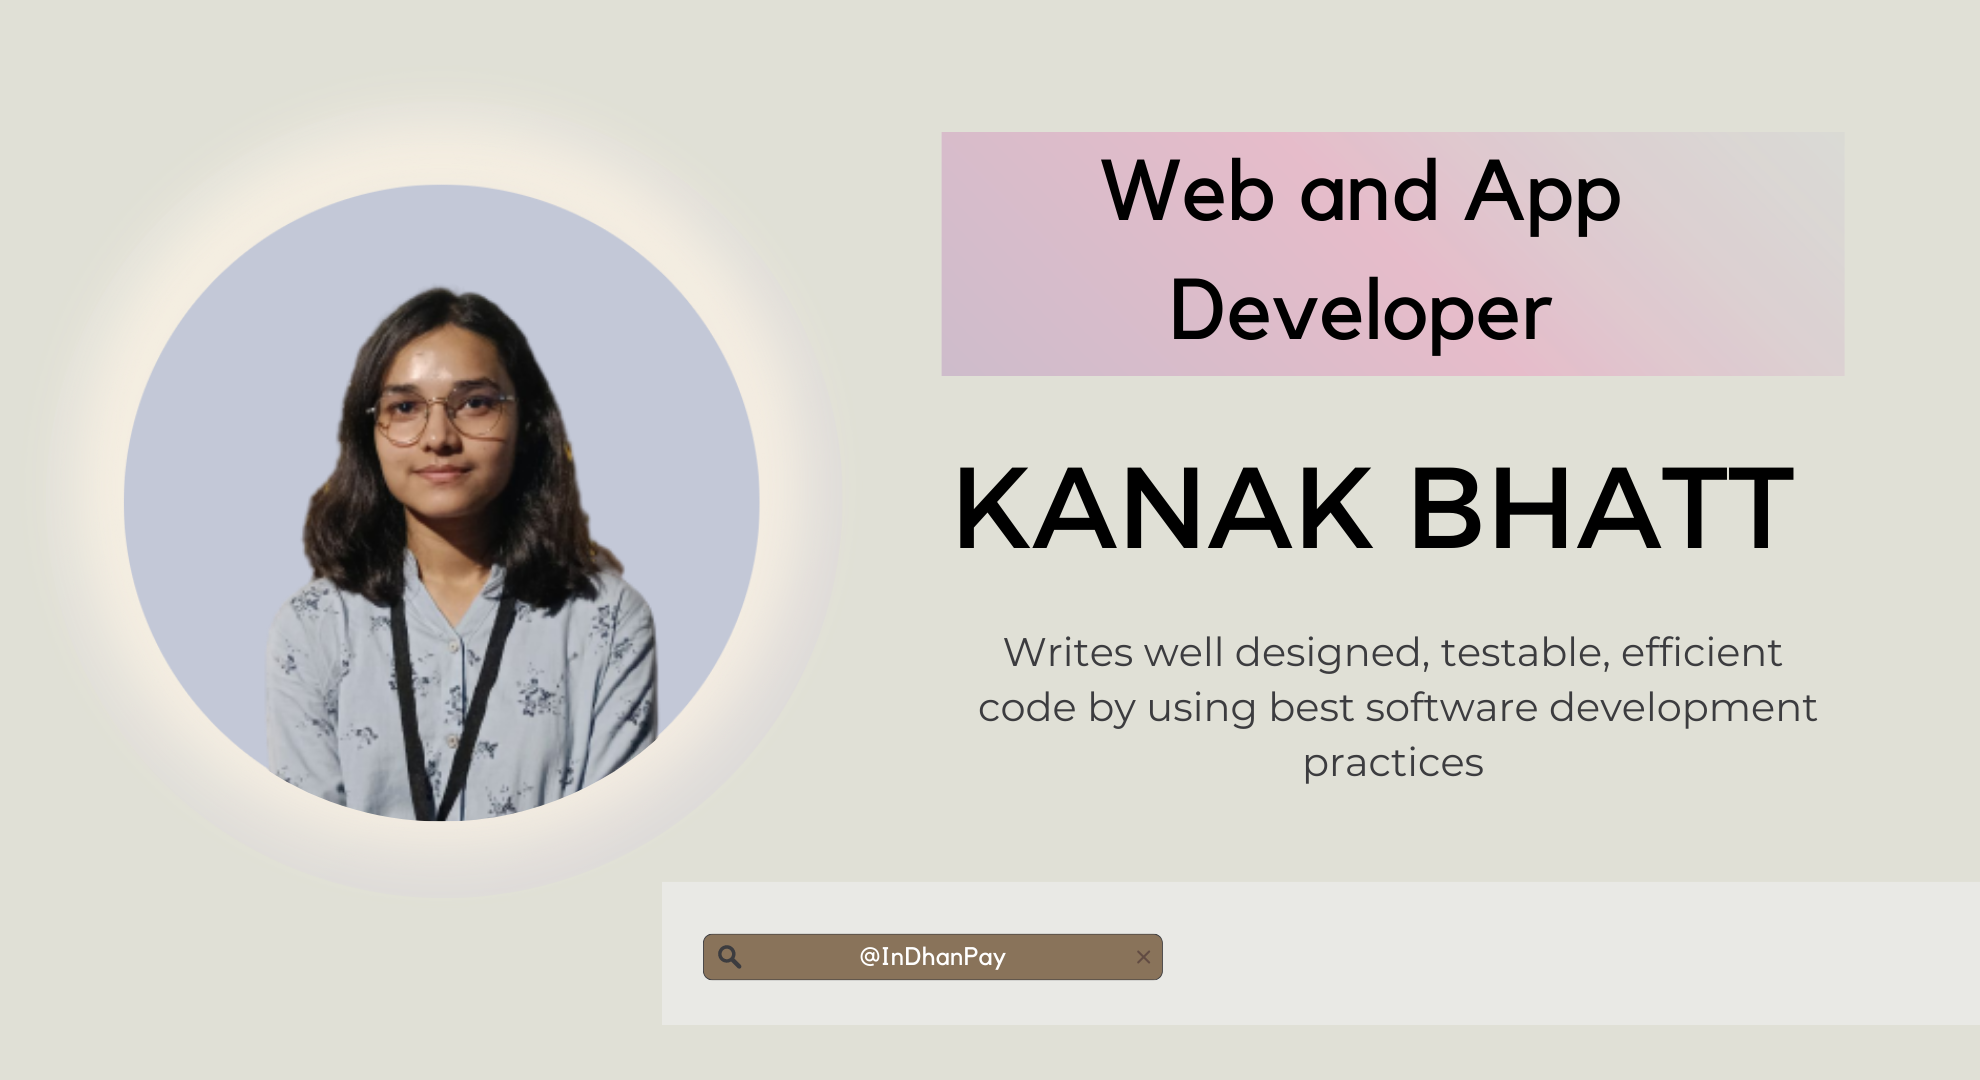 Web and App
Developer
KANAK BHATT
Writes well designed, testable, efficient
code by using best software development
practices
@InDhanPay